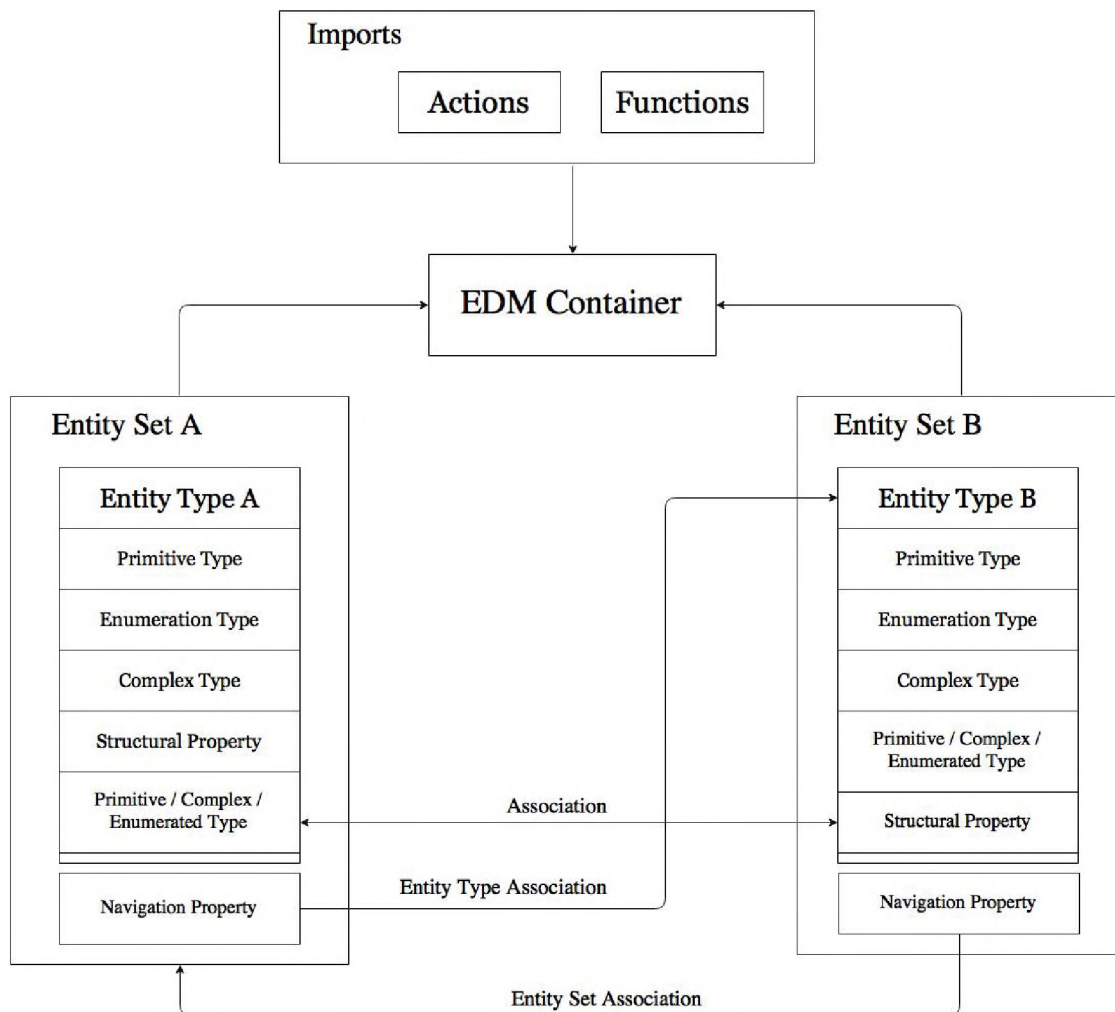 Imports
Actions
Functions
EDM Container
Entity Set A
Entity Type A
Primitive Type
Enumeration Type
Complex Type
Structural Property
Primitive / Complex /
Enumerated Type
Navigation Property
Entity Set B
Entity Type B
Primitive Type
Enumeration Type
Complex Type
Primitive / Complex /
Enumerated Type
Structural Property
Navigation Property
Association
Entity Type Association
Entity Set Association